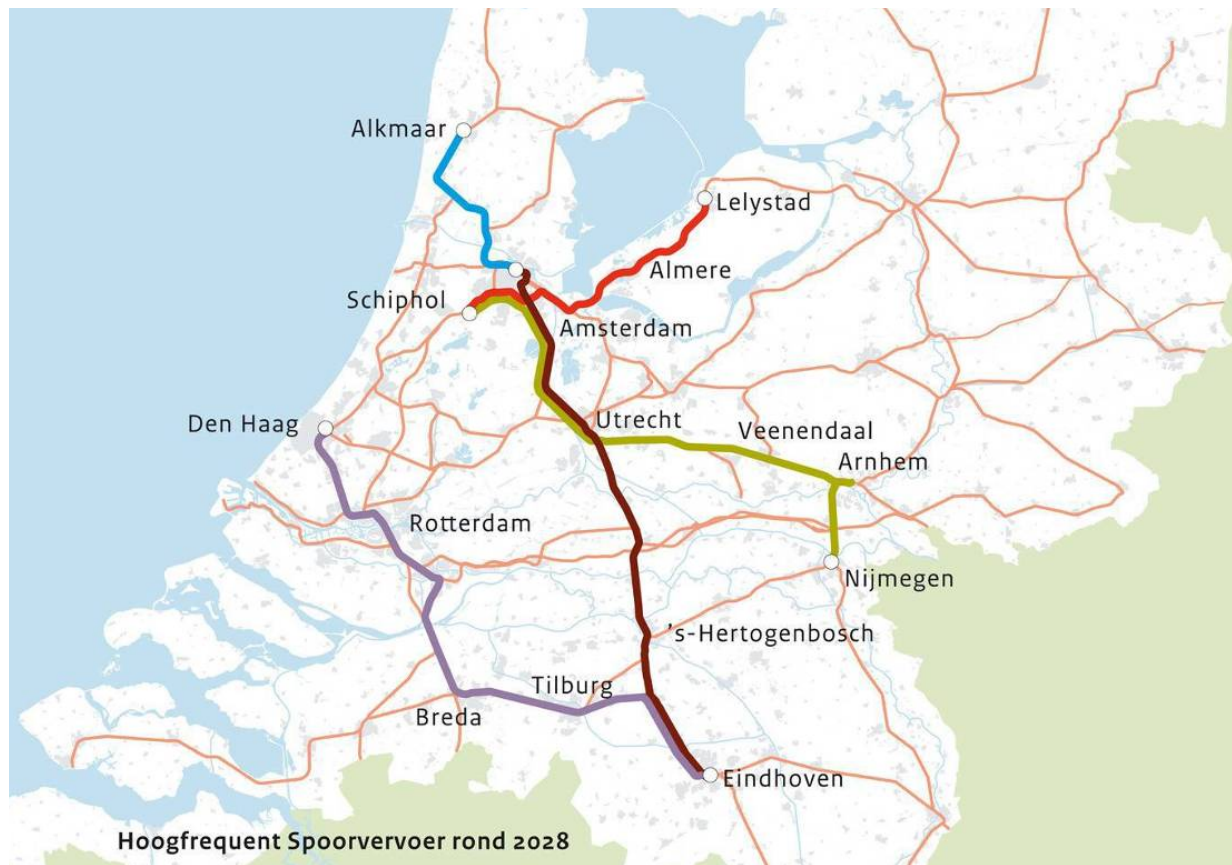 Alkmaar
Lelystad
Almere
Schiphol
Amsterdam
Den Haag
Utrecht
Veenendaal
Arnhem
Rotterdam
Nijmegen
's-Hertogenbosch
Tilburg
Breda
Eindhoven
Hoogfrequent Spoorvervoer rond 2028